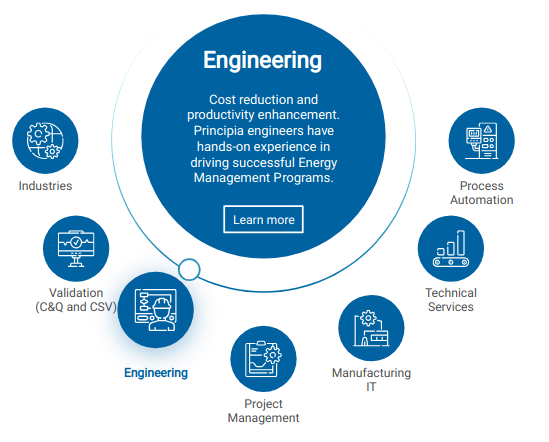 Engineering
Cost reduction and
productivity enhancement.
Principia engineers have
hands-on experience in
driving successful Energy
Management Programs.
Learn more
Industries
Validation
(C&Q and CSV)
Engineering
Project
Management
Manufacturing
IT
Technical
Services
Process
Automation